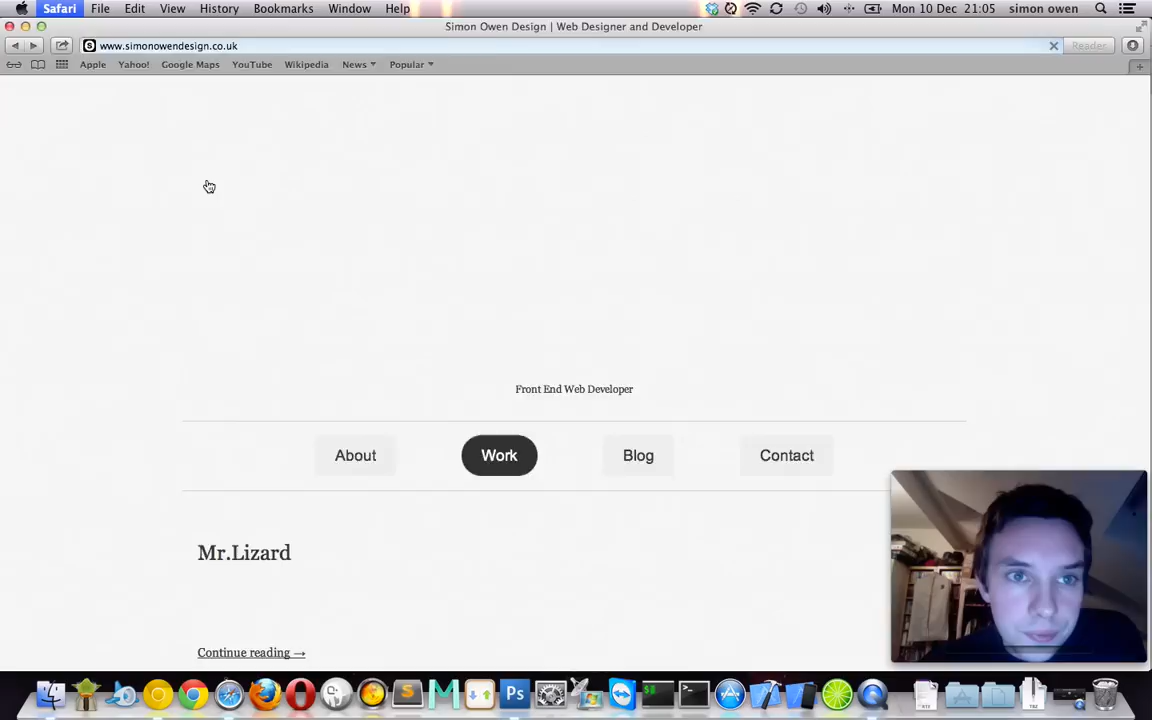 Safari File Edit View History Bookmarks Window Help Mon 10 Dec 21:05 simon owen
Simon Owen Design | Web Designer and Developer
S www.simonowendesign.co.uk Reader
Apple Yahoo! Google Maps YouTube Wikipedia News Popular
Front End Web Developer
About Work Blog Contact
Mr.Lizard
Continue reading →